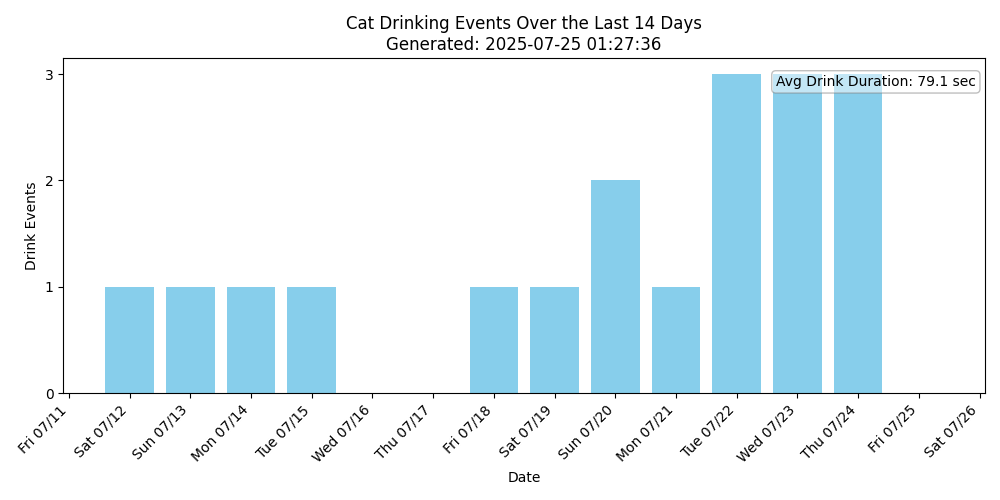 Cat Drinking Events Over the Last 14 Days
Generated: 2025-07-25 01:27:36
Avg Drink Duration: 79.1 sec
Drink Events
3
2
1
0
Fri 07/11
Sat 07/12
Sun 07/13
Mon 07/14
Tue 07/15
Wed 07/16
Thu 07/17
Fri 07/18
Sat 07/19
Sun 07/20
Mon 07/21
Tue 07/22
Wed 07/23
Thu 07/24
Fri 07/25
Sat 07/26
Date